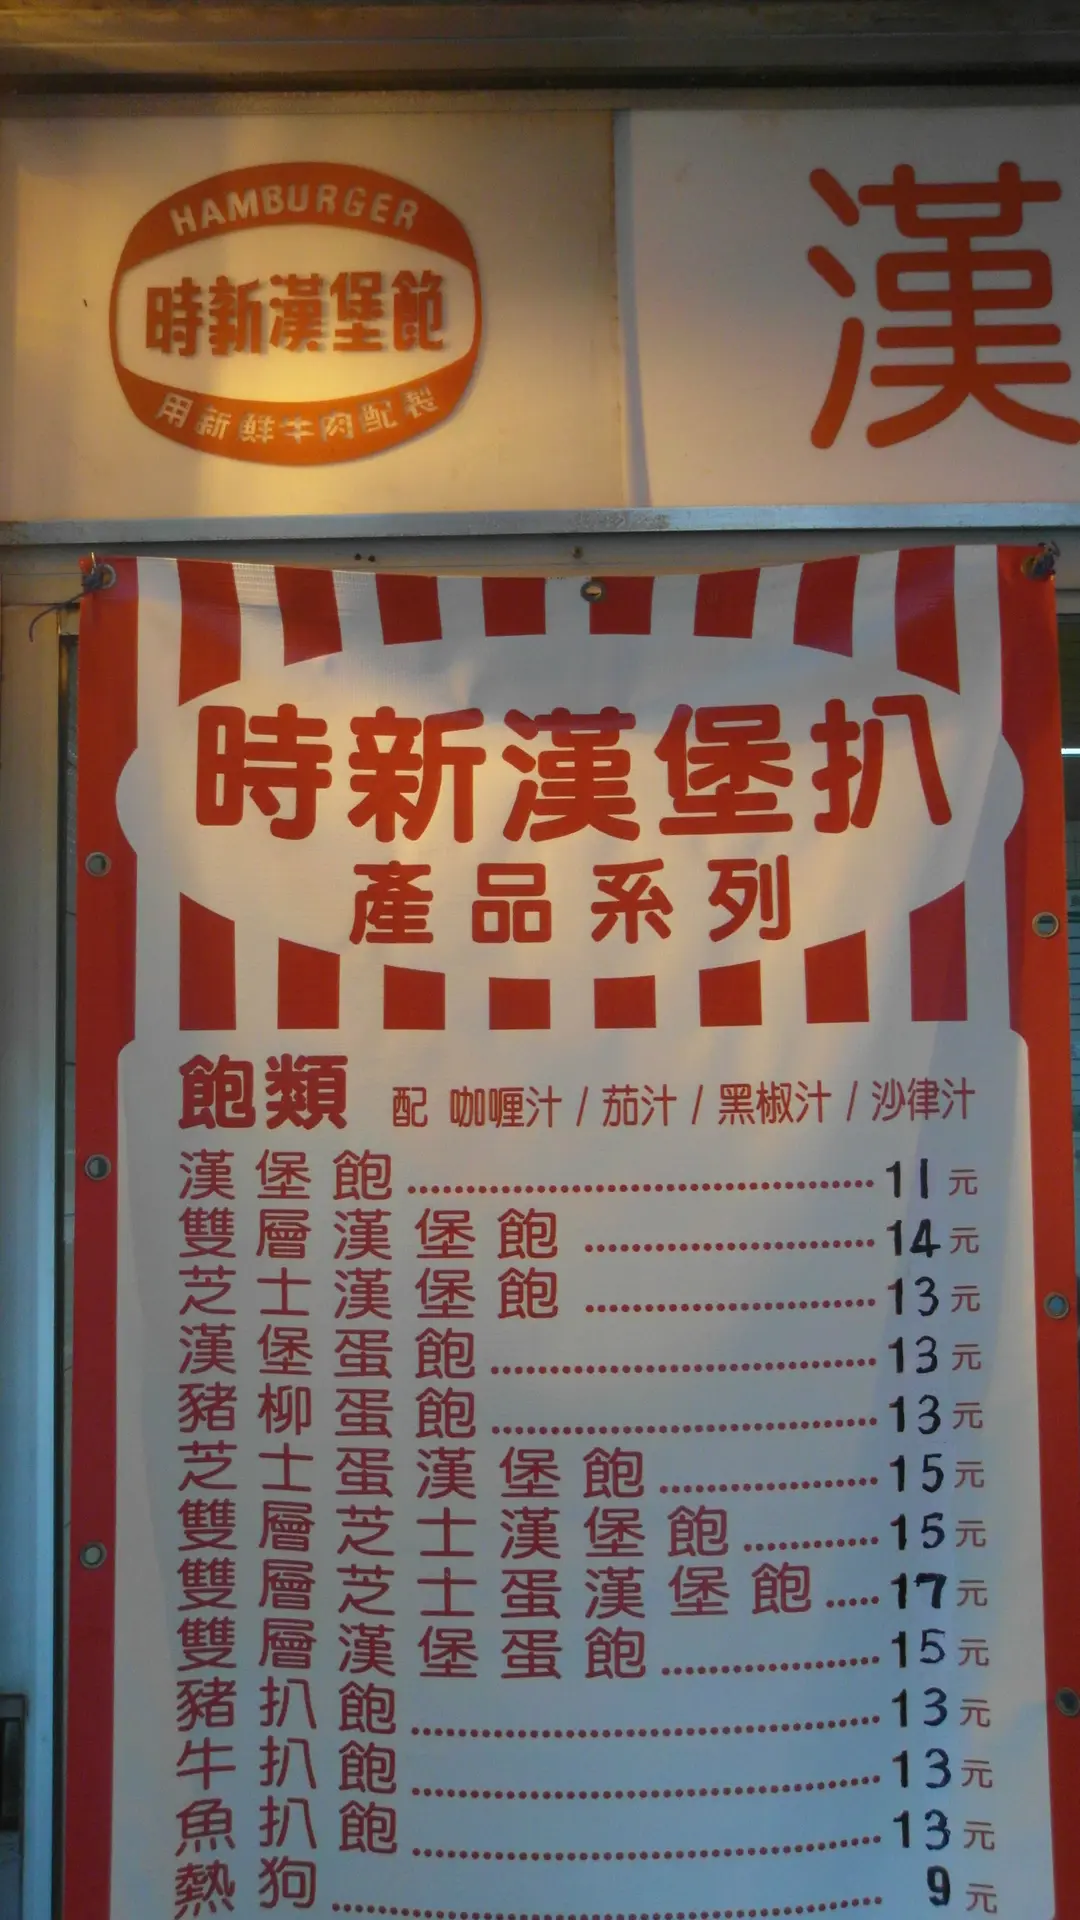 HAMBURGER
時新漢堡飽
用新鮮牛肉配製
漢
時新漢堡扒
產品系列
飽類 配 咖喱汁 / 茄汁 / 黑椒汁 / 沙律汁
漢堡飽........................................11元
雙層漢堡飽.........................14元
芝士漢堡飽.........................13元
漢堡蛋飽.................................13元
豬柳蛋飽.................................13元
芝士蛋漢堡飽...................15元
雙層芝士漢堡飽............15元
雙層芝士蛋漢堡飽.....17元
雙層漢堡蛋飽...................15元
豬扒飽........................................13元
牛扒飽........................................13元
魚扒飽........................................13元
熱狗...............................................9元